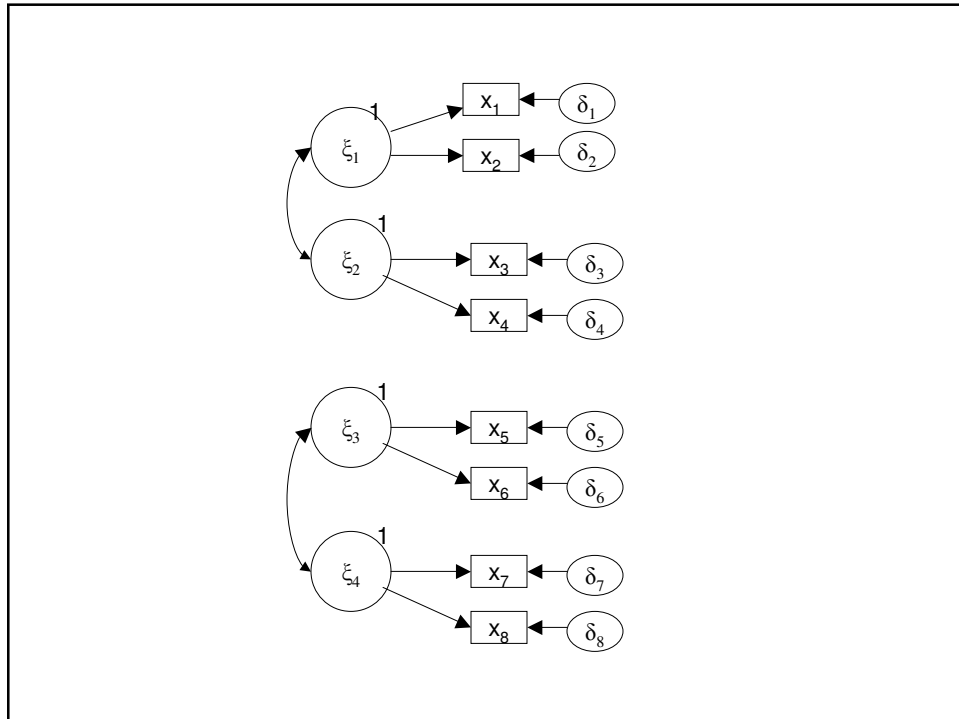 1
x₁
δ₁
ξ₁
x₂
δ₂
1
ξ₂
x₃
δ₃
x₄
δ₄
1
ξ₃
x₅
δ₅
x₆
δ₆
1
ξ₄
x₇
δ₇
x₈
δ₈